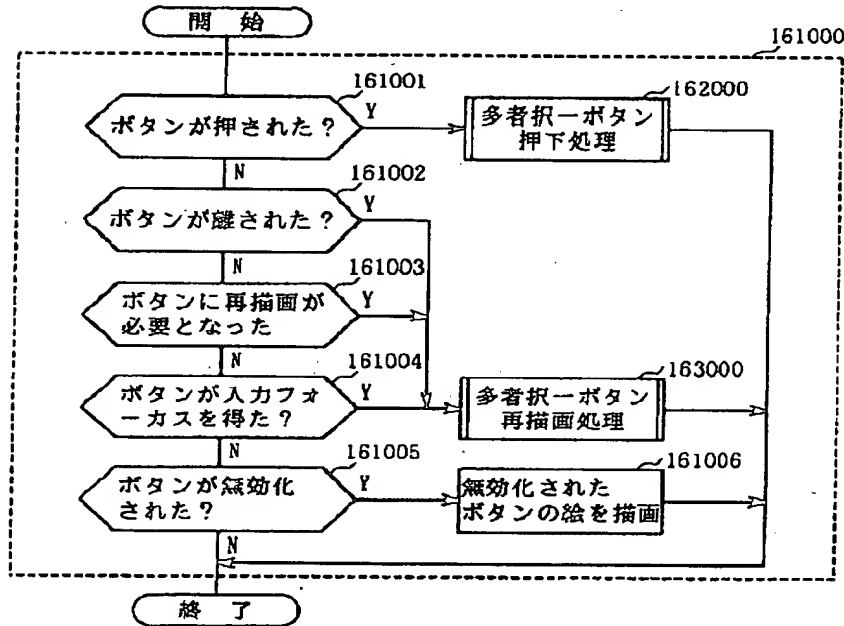 開始
161000
161001
ボタンが押された?
Y
162000
多者択一ボタン
押下処理
N
161002
ボタンが離された?
Y
N
161003
ボタンに再描画が
必要となった
Y
N
161004
ボタンが入力フォ
ーカスを得た?
Y
163000
多者択一ボタン
再描画処理
N
161005
ボタンが無効化
された?
Y
161006
無効化された
ボタンの絵を描画
N
終了